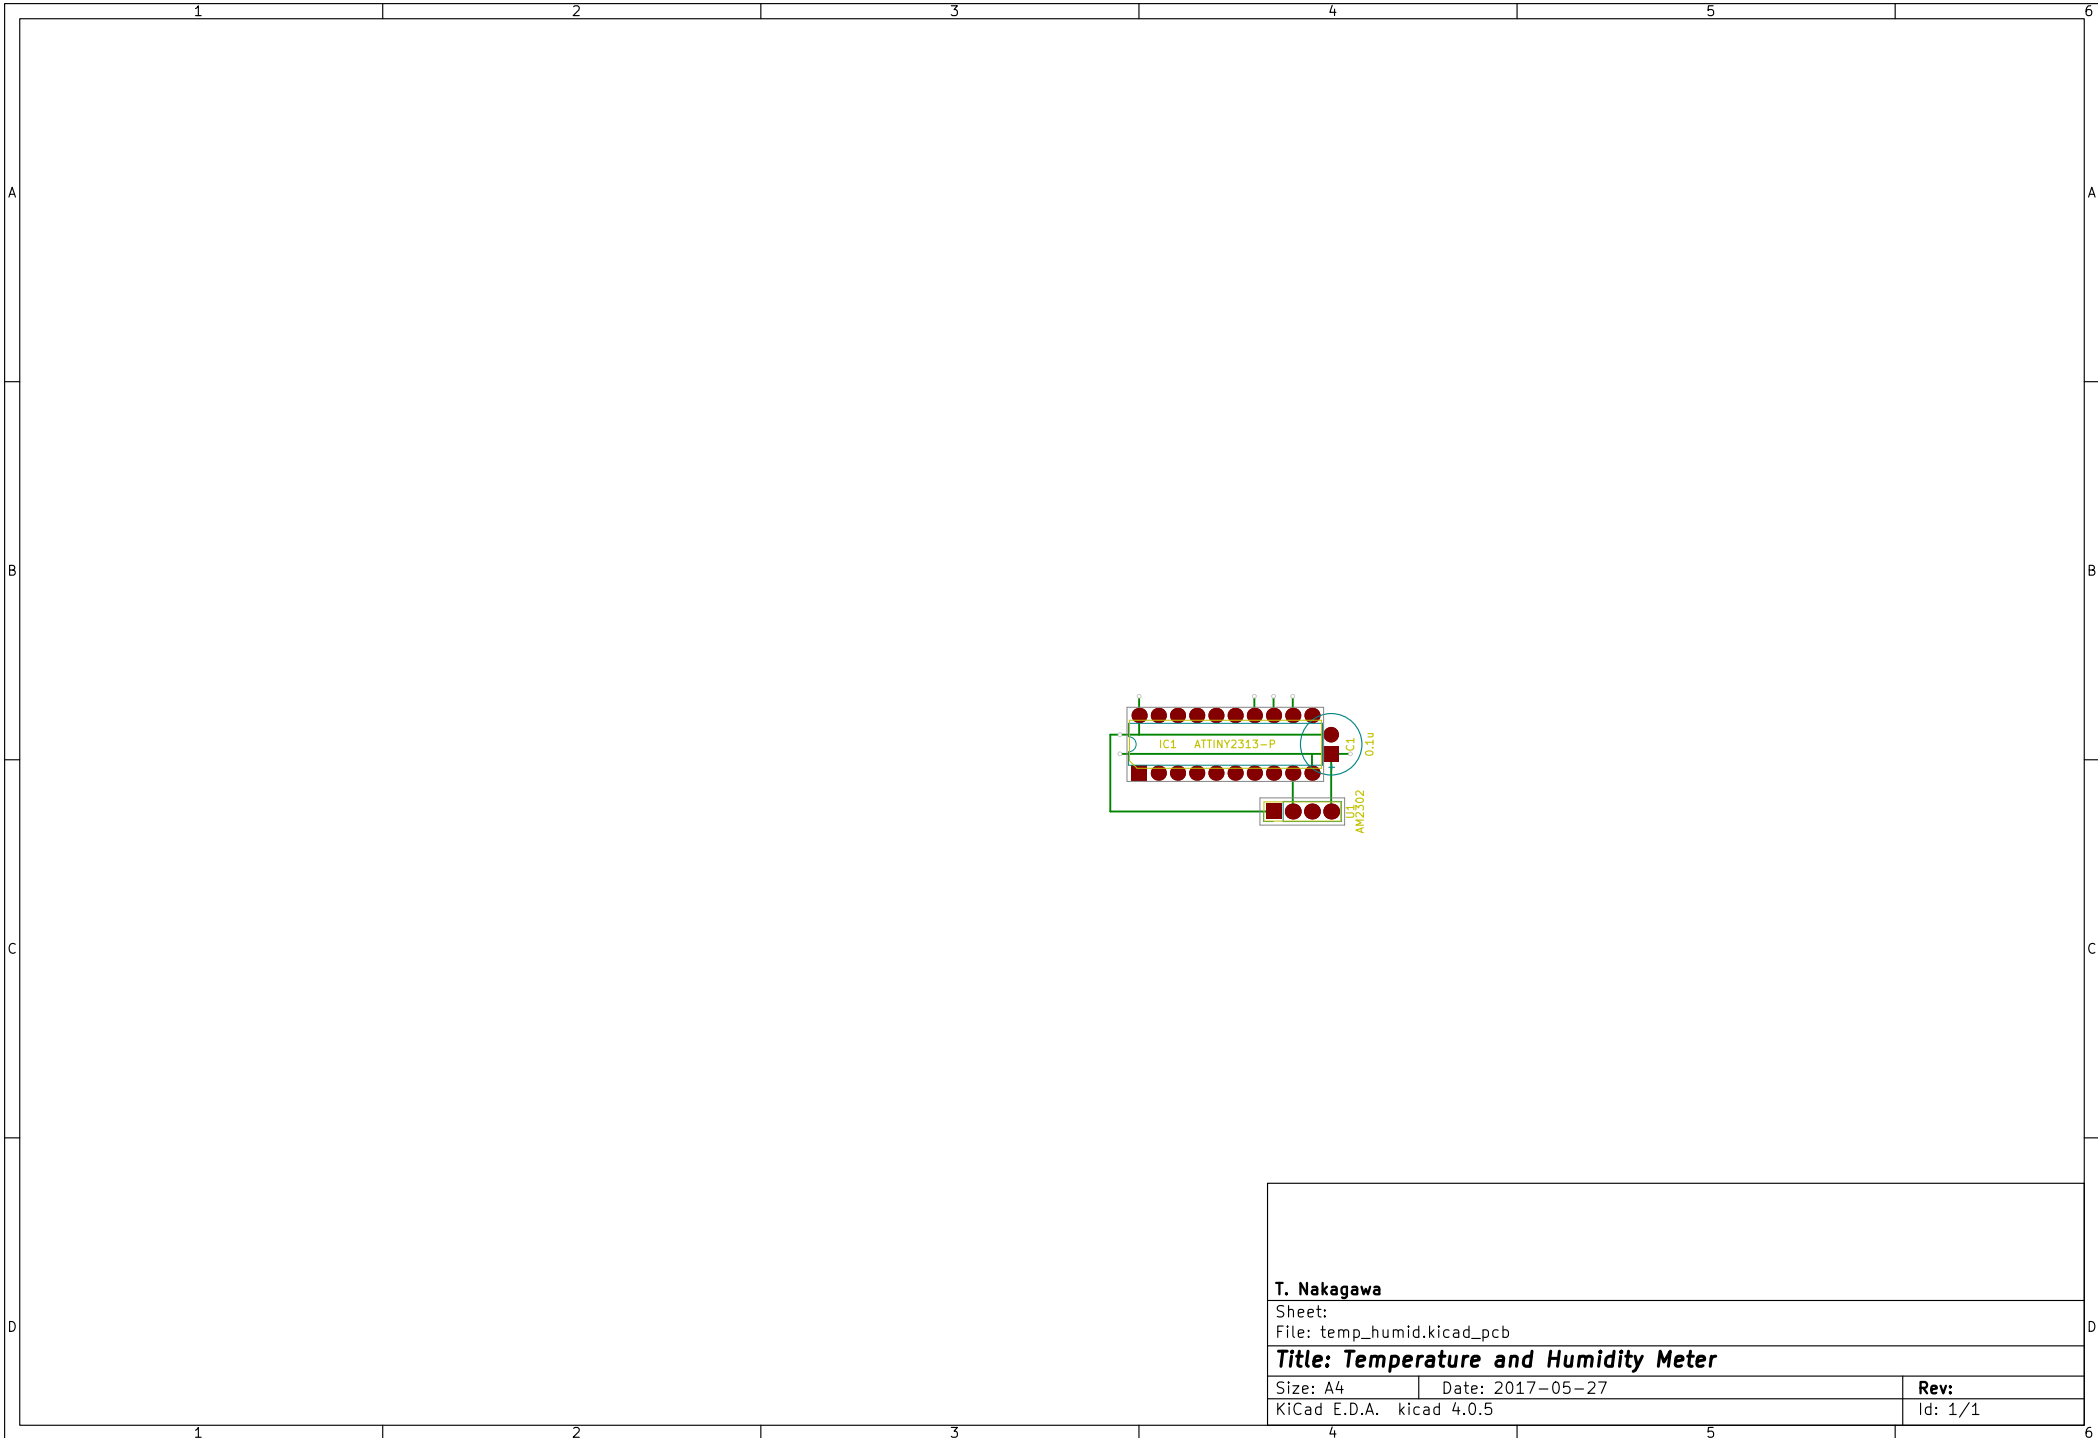 1 2 3 4 5 6
A A
B B
IC1 ATTINY2313-P
C1
0.1u
U1
AM2302
C C
T. Nakagawa
Sheet:
File: temp_humid.kicad_pcb
D D
Title: Temperature and Humidity Meter
Size: A4 Date: 2017-05-27 Rev:
KiCad E.D.A. kicad 4.0.5 Id: 1/1
1 2 3 4 5 6